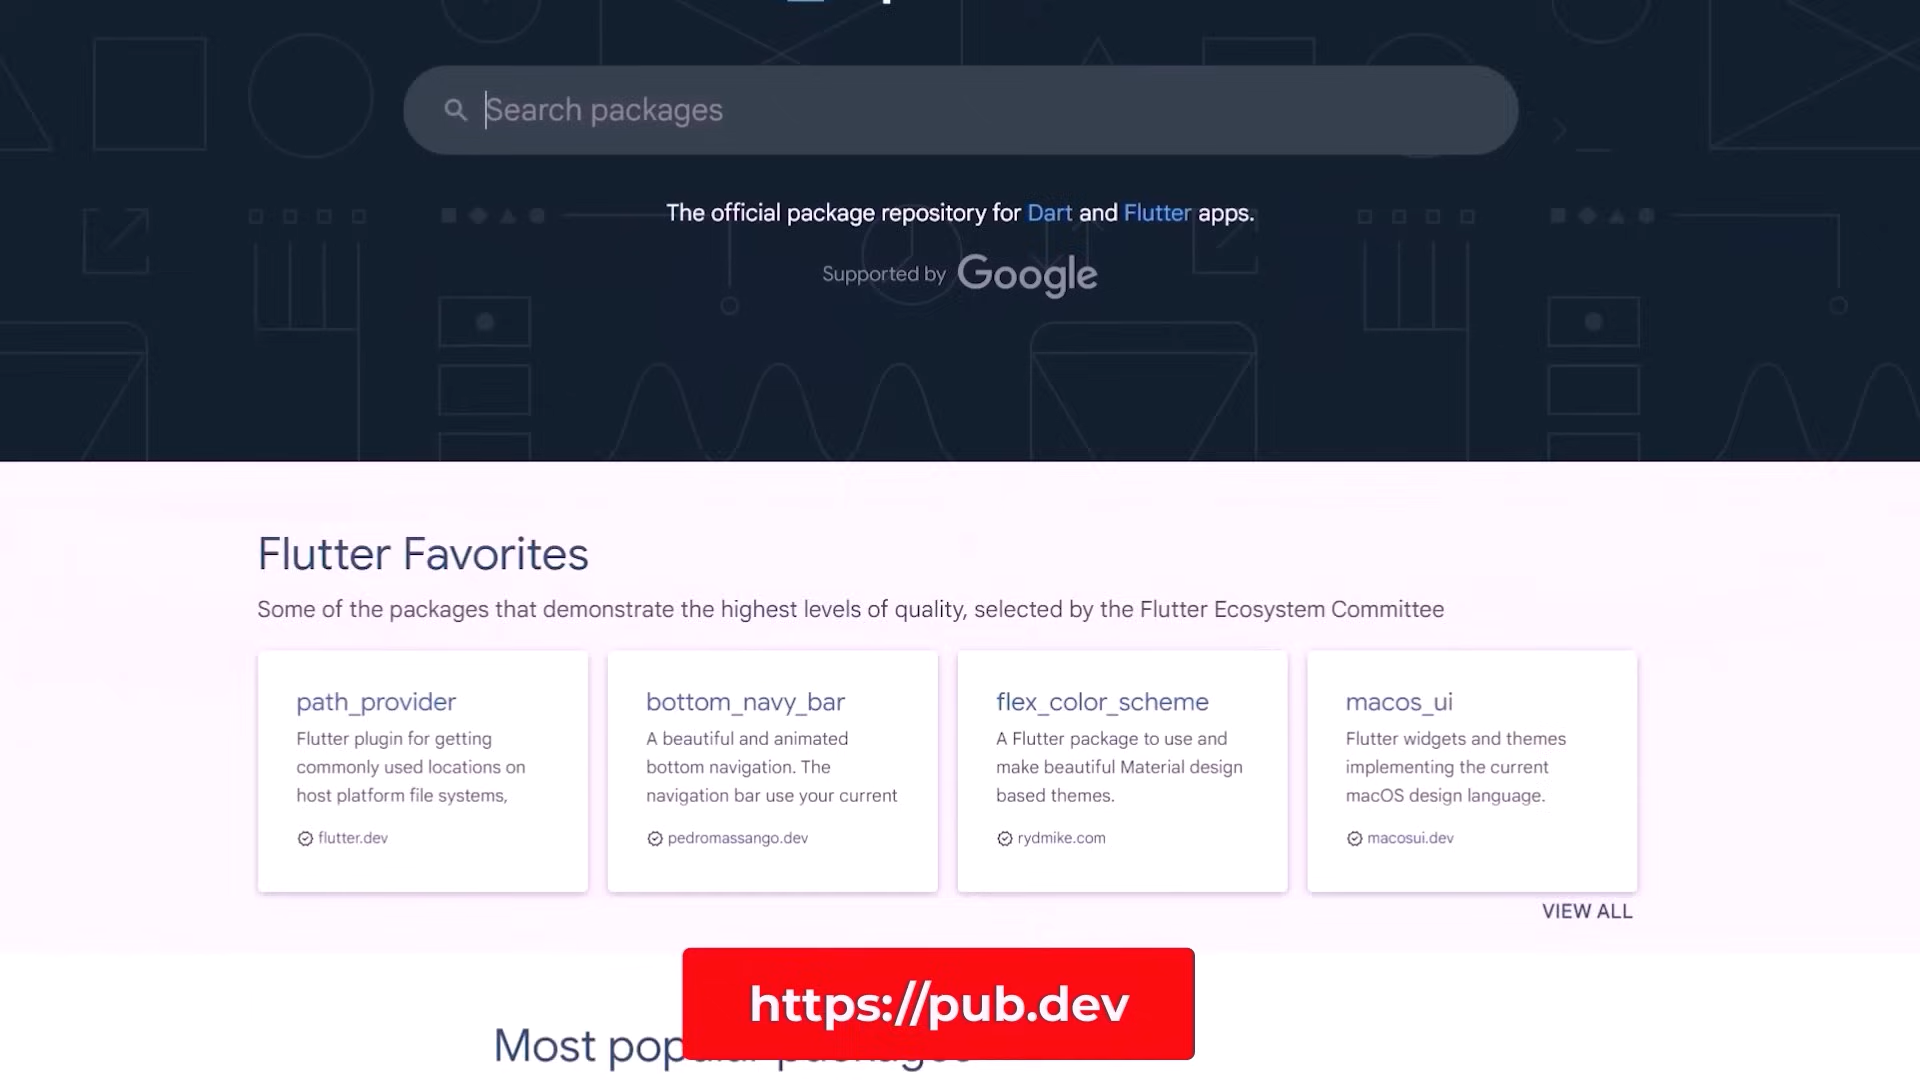 Search packages
The official package repository for Dart and Flutter apps.
Supported by Google
Flutter Favorites
Some of the packages that demonstrate the highest levels of quality, selected by the Flutter Ecosystem Committee
path_provider
Flutter plugin for getting
commonly used locations on
host platform file systems,
flutter.dev
bottom_navy_bar
A beautiful and animated
bottom navigation. The
navigation bar use your current
pedromassango.dev
flex_color_scheme
A Flutter package to use and
make beautiful Material design
based themes.
rydmike.com
macos_ui
Flutter widgets and themes
implementing the current
macOS design language.
macosui.dev
VIEW ALL
https://pub.dev
Most popular packages